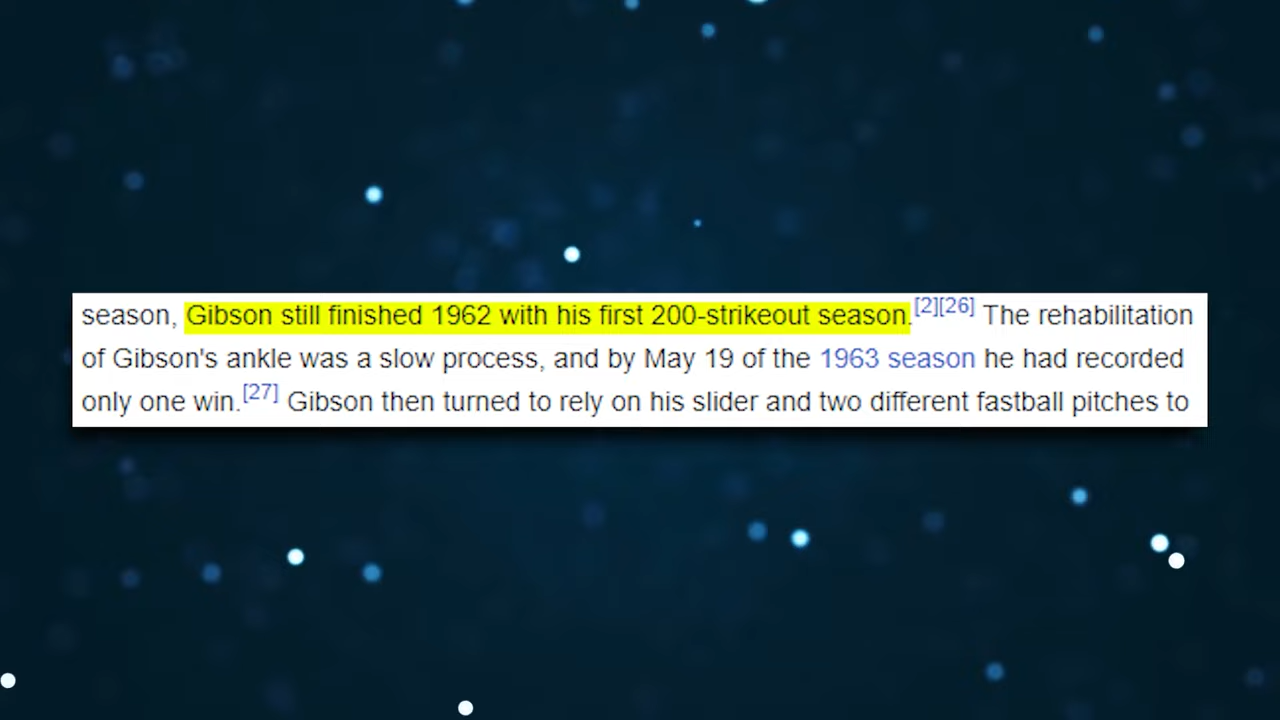 season, Gibson still finished 1962 with his first 200-strikeout season.[2][26] The rehabilitation
of Gibson's ankle was a slow process, and by May 19 of the 1963 season he had recorded
only one win.[27] Gibson then turned to rely on his slider and two different fastball pitches to